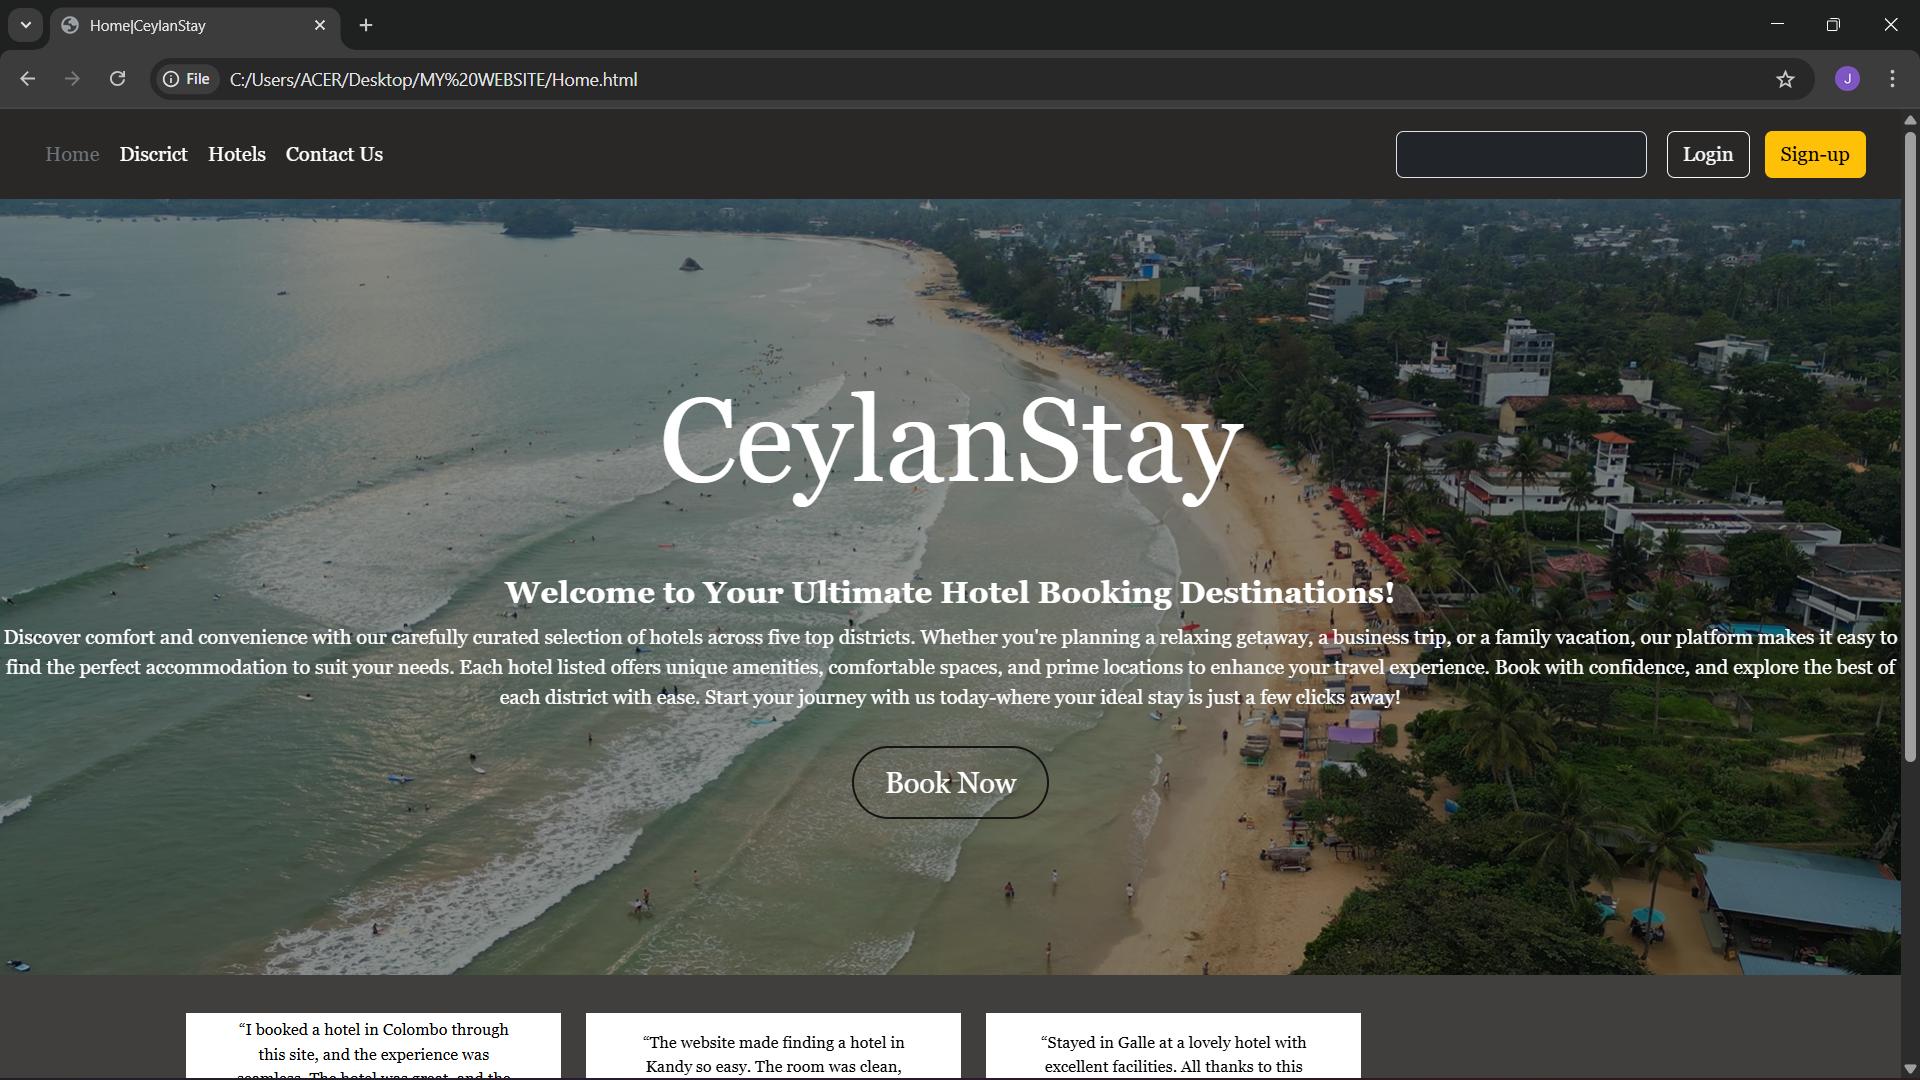 Home|CeylanStay
File C:/Users/ACER/Desktop/MY%20WEBSITE/Home.html
J
Home Discrict Hotels Contact Us Login Sign-up
CeylanStay
Welcome to Your Ultimate Hotel Booking Destinations!
Discover comfort and convenience with our carefully curated selection of hotels across five top districts. Whether you're planning a relaxing getaway, a business trip, or a family vacation, our platform makes it easy to
find the perfect accommodation to suit your needs. Each hotel listed offers unique amenities, comfortable spaces, and prime locations to enhance your travel experience. Book with confidence, and explore the best of
each district with ease. Start your journey with us today-where your ideal stay is just a few clicks away!
Book Now
“I booked a hotel in Colombo through
this site, and the experience was
seamless. The hotel was great, and the
“The website made finding a hotel in
Kandy so easy. The room was clean,
“Stayed in Galle at a lovely hotel with
excellent facilities. All thanks to this